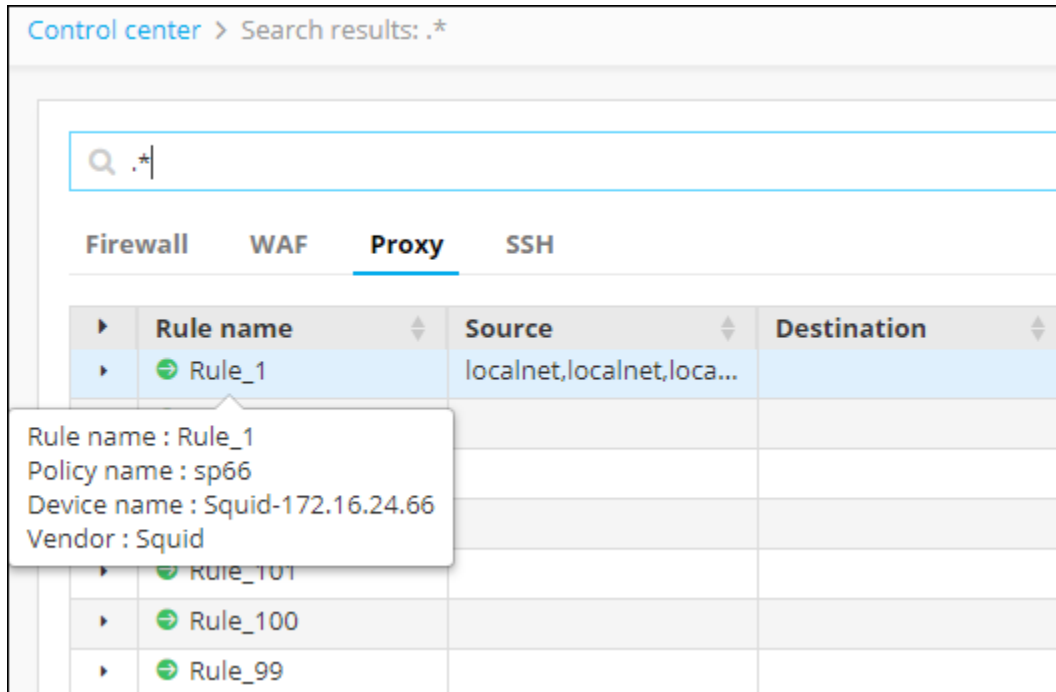 Control center > Search results: .*
.*
Firewall WAF Proxy SSH
Rule name Source Destination
Rule_1 localnet,localnet,loca...
Rule name : Rule_1
Policy name : sp66
Device name : Squid-172.16.24.66
Vendor : Squid
Rule_101
Rule_100
Rule_99